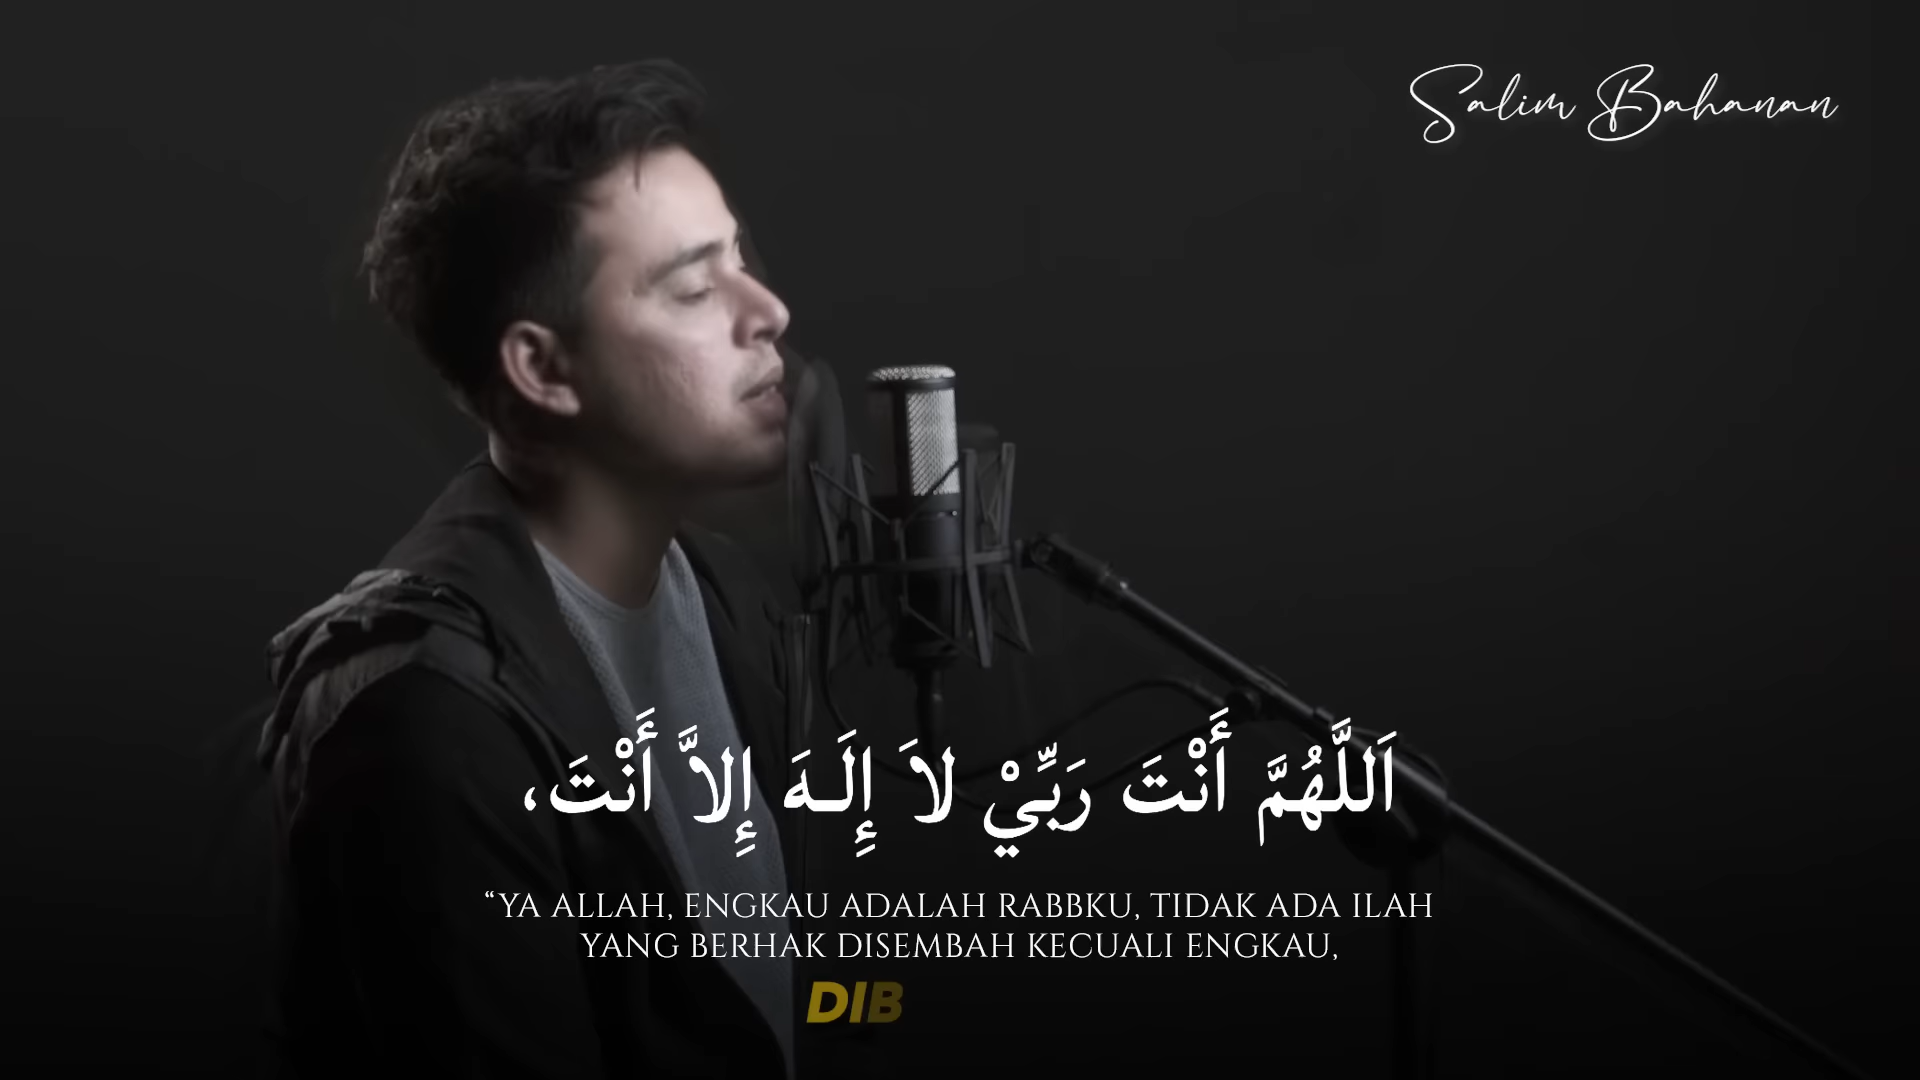 Salim Bahanan
اَللَّهُمَّ أَنْتَ رَبِّيْ لاَ إِلَـهَ إِلاَّ أَنْتَ،
“YA ALLAH, ENGKAU ADALAH RABBKU, TIDAK ADA ILAH
YANG BERHAK DISEMBAH KECUALI ENGKAU,
DIB